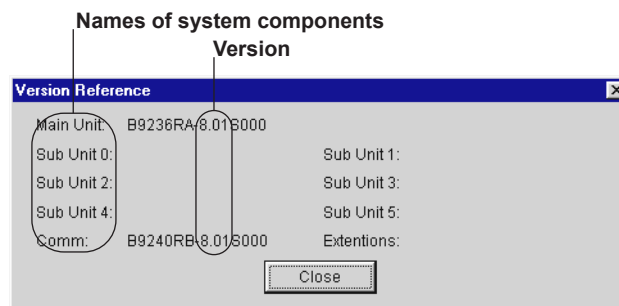 Names of system components
Version
Version Reference
Main Unit: B9236RA-8.01S000
Sub Unit 0: Sub Unit 1:
Sub Unit 2: Sub Unit 3:
Sub Unit 4: Sub Unit 5:
Comm: B9240RB-8.01S000 Extentions:
Close